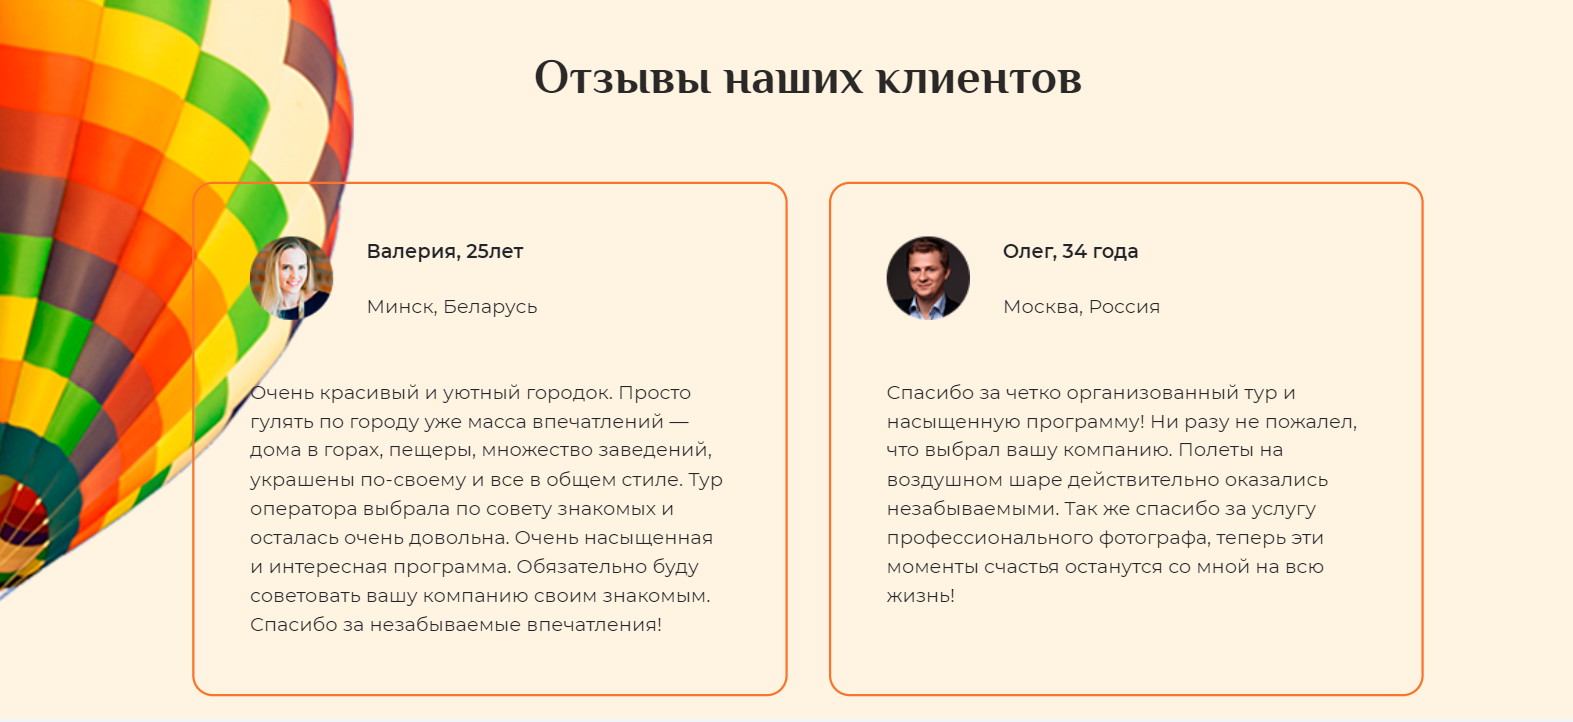 Отзывы наших клиентов
Валерия, 25лет
Минск, Беларусь
Очень красивый и уютный городок. Просто
гулять по городу уже масса впечатлений —
дома в горах, пещеры, множество заведений,
украшены по-своему и все в общем стиле. Тур
оператора выбрала по совету знакомых и
осталась очень довольна. Очень насыщенная
и интересная программа. Обязательно буду
советовать вашу компанию своим знакомым.
Спасибо за незабываемые впечатления!
Олег, 34 года
Москва, Россия
Спасибо за четко организованный тур и
насыщенную программу! Ни разу не пожалел,
что выбрал вашу компанию. Полеты на
воздушном шаре действительно оказались
незабываемыми. Так же спасибо за услугу
профессионального фотографа, теперь эти
моменты счастья останутся со мной на всю
жизнь!